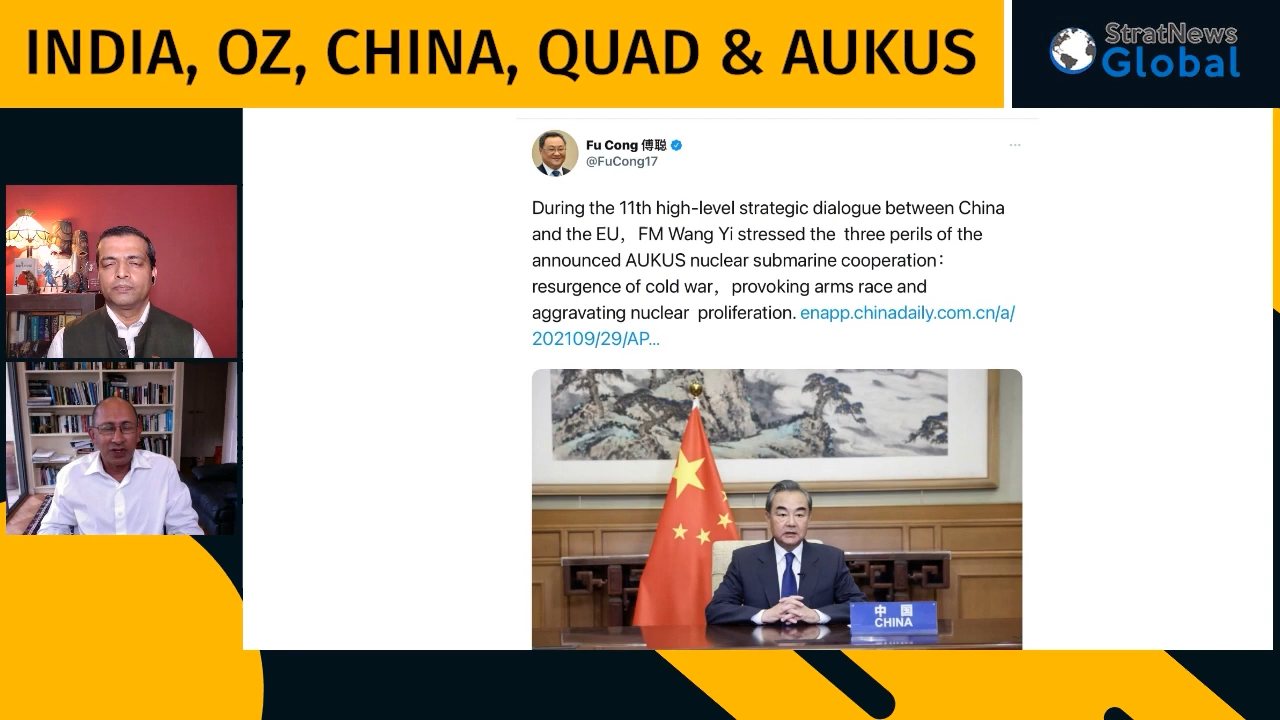 INDIA, OZ, CHINA, QUAD & AUKUS
StratNews
Global
Fu Cong 傅聪
@FuCong17
During the 11th high-level strategic dialogue between China
and the EU，FM Wang Yi stressed the three perils of the
announced AUKUS nuclear submarine cooperation：
resurgence of cold war，provoking arms race and
aggravating nuclear proliferation. enapp.chinadaily.com.cn/a/
202109/29/AP...
中国
CHINA